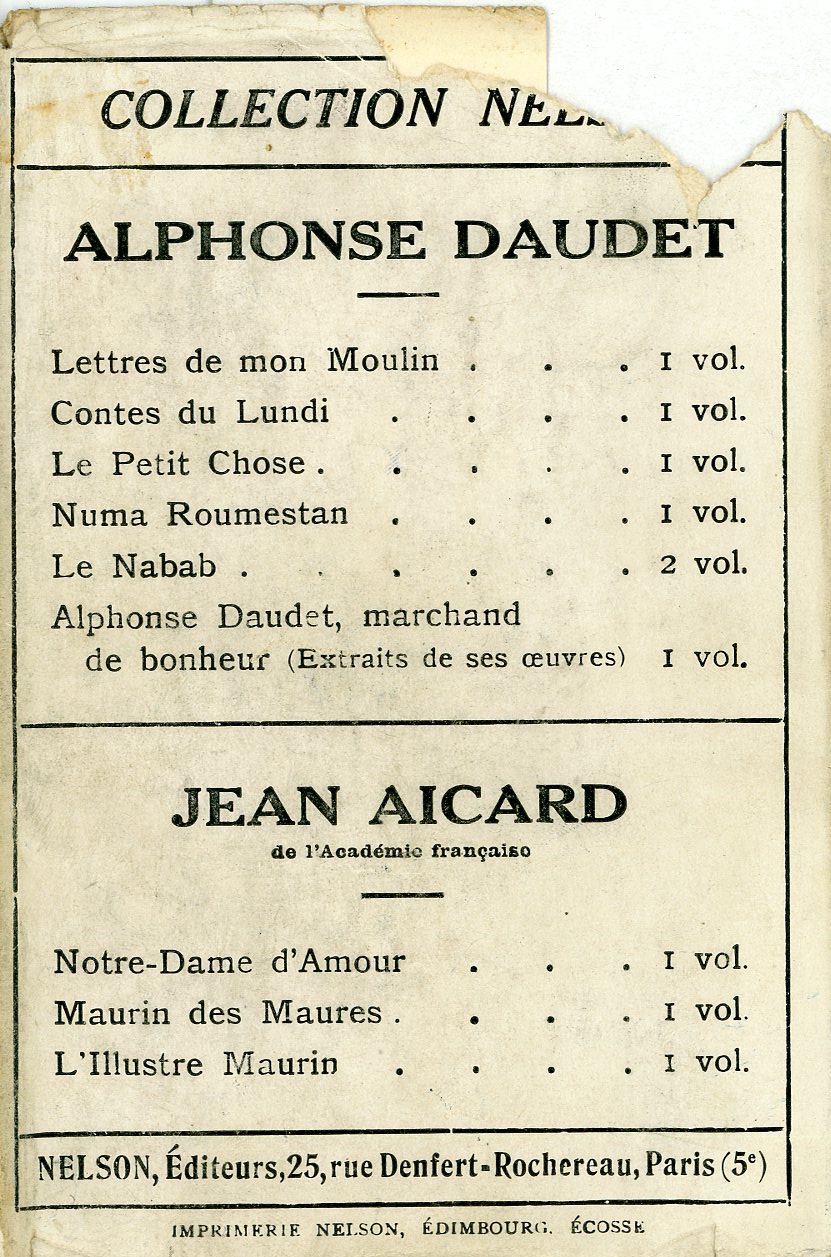 COLLECTION
ALPHONSE DAUDET
Lettres de mon Moulin . . . 1 vol.
Contes du Lundi . . . . 1 vol.
Le Petit Chose . . . . . 1 vol.
Numa Roumestan . . . . 1 vol.
Le Nabab . . . . . . 2 vol.
Alphonse Daudet, marchand
de bonheur (Extraits de ses œuvres) 1 vol.
JEAN AICARD
de l'Académie française
Notre-Dame d'Amour . . . 1 vol.
Maurin des Maures . . . . 1 vol.
L'Illustre Maurin . . . . 1 vol.
NELSON, Éditeurs, 25, rue Denfert-Rochereau, Paris (5e)
IMPRIMERIE NELSON, ÉDIMBOURG, ÉCOSSE